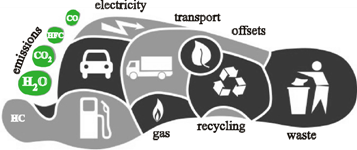 electricity
CO
transport
HFC
offsets
emissions
CO2
H2O
HC
gas
recycling
waste